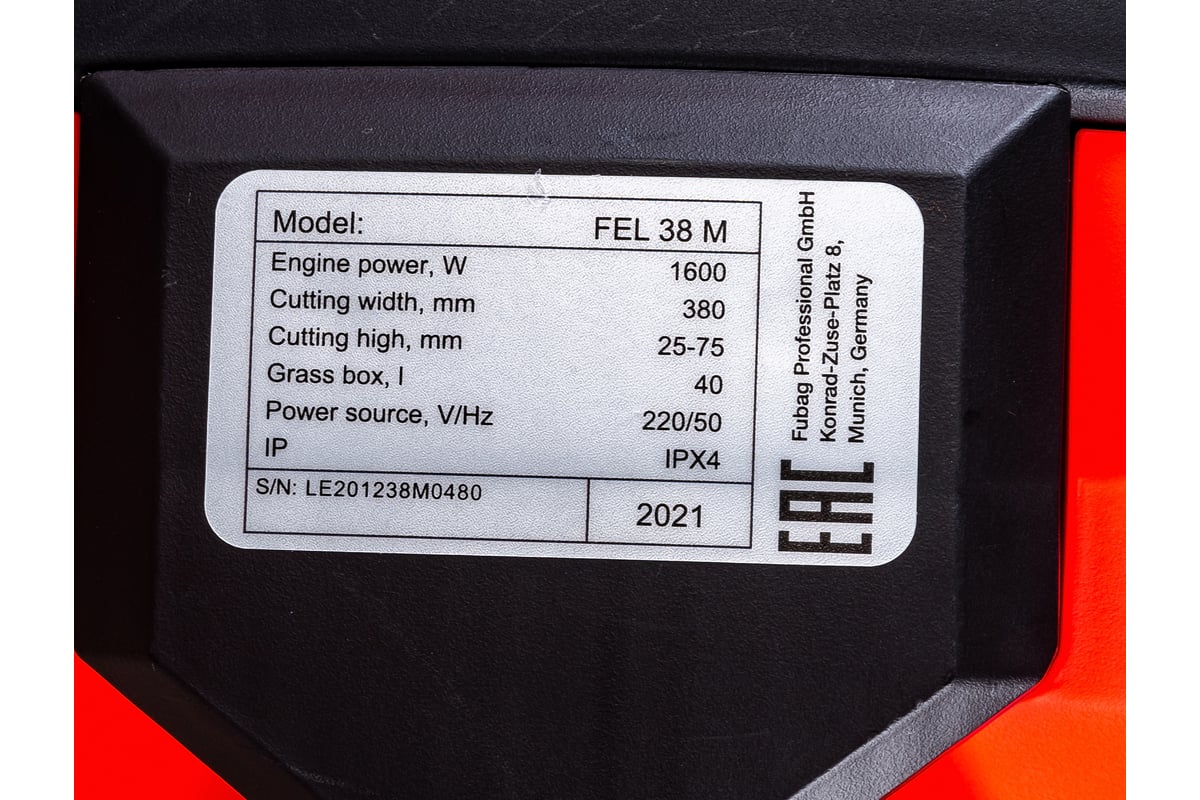 Model: FEL 38 M
Engine power, W 1600
Cutting width, mm 380
Cutting high, mm 25-75
Grass box, l 40
Power source, V/Hz 220/50
IP IPX4
S/N: LE201238M0480 2021
Fubag Professional GmbH
Konrad-Zuse-Platz 8,
Munich, Germany
EAC